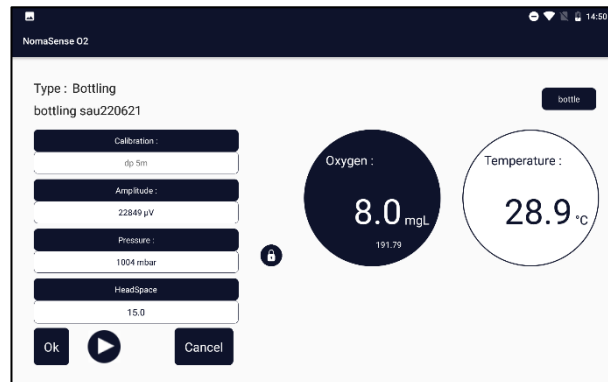 14:50
NomaSense O2
Type : Bottling
bottling sau220621
bottle
Calibration :
dp 5m
Amplitude :
22849 µV
Pressure :
1004 mbar
HeadSpace
15.0
Oxygen :
8.0 mgL
191.79
Temperature :
28.9 °C
Ok
Cancel